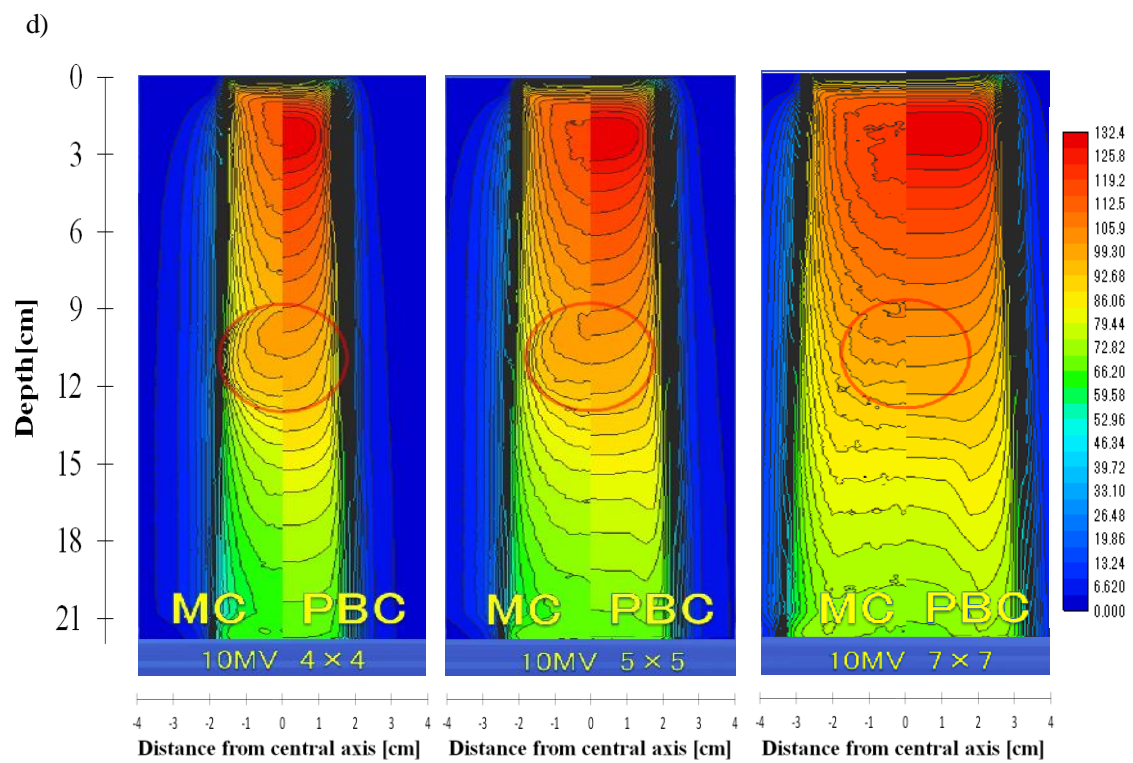 d)
Depth[cm]
0
3
6
9
12
15
18
21
MC PBC
10MV 4×4
MC PBC
10MV 5×5
MC PBC
10MV 7×7
132.4
125.8
119.2
112.5
105.9
99.30
92.68
86.06
79.44
72.82
66.20
59.58
52.96
46.34
39.72
33.10
26.48
19.86
13.24
6.620
0.000
-4 -3 -2 -1 0 1 2 3 4
Distance from central axis [cm]
-4 -3 -2 -1 0 1 2 3 4
Distance from central axis [cm]
-4 -3 -2 -1 0 1 2 3 4
Distance from central axis [cm]